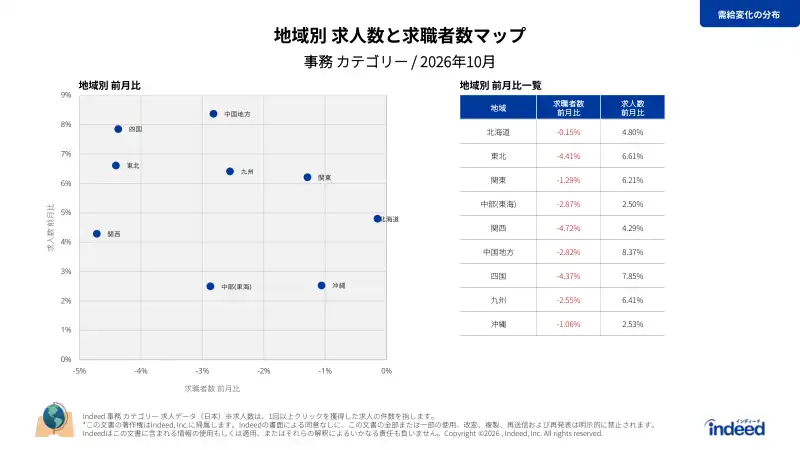 需給変化の分布
地域別 求人数と求職者数マップ
事務 カテゴリー / 2026年10月
地域別 前月比
9%
8%
7%
6%
5%
4%
3%
2%
1%
0%
-5%
-4%
-3%
-2%
-1%
0%
求人数 前月比
求職者数 前月比
中国地方
四国
東北
九州
関東
北海道
関西
中部(東海)
沖縄
地域別 前月比一覧
地域 求職者数 前月比 求人数 前月比
北海道 -0.15% 4.80%
東北 -4.41% 6.61%
関東 -1.29% 6.21%
中部(東海) -2.87% 2.50%
関西 -4.72% 4.29%
中国地方 -2.82% 8.37%
四国 -4.37% 7.85%
九州 -2.55% 6.41%
沖縄 -1.06% 2.53%
Indeed 事務 カテゴリー 求人データ（日本）※求人数は、1回以上クリックを獲得した求人の件数を指します。
*この文書の著作権はIndeed, Inc.に帰属します。Indeedの書面による同意なしに、この文書の全部または一部の使用、改変、複製、再送信および再発表は明示的に禁止されます。
Indeedはこの文書に含まれる情報の使用もしくは適用、またはそれらの解釈によるいかなる責任も負いません。Copyright ©2026 , Indeed, Inc. All rights reserved.
インディード
indeed